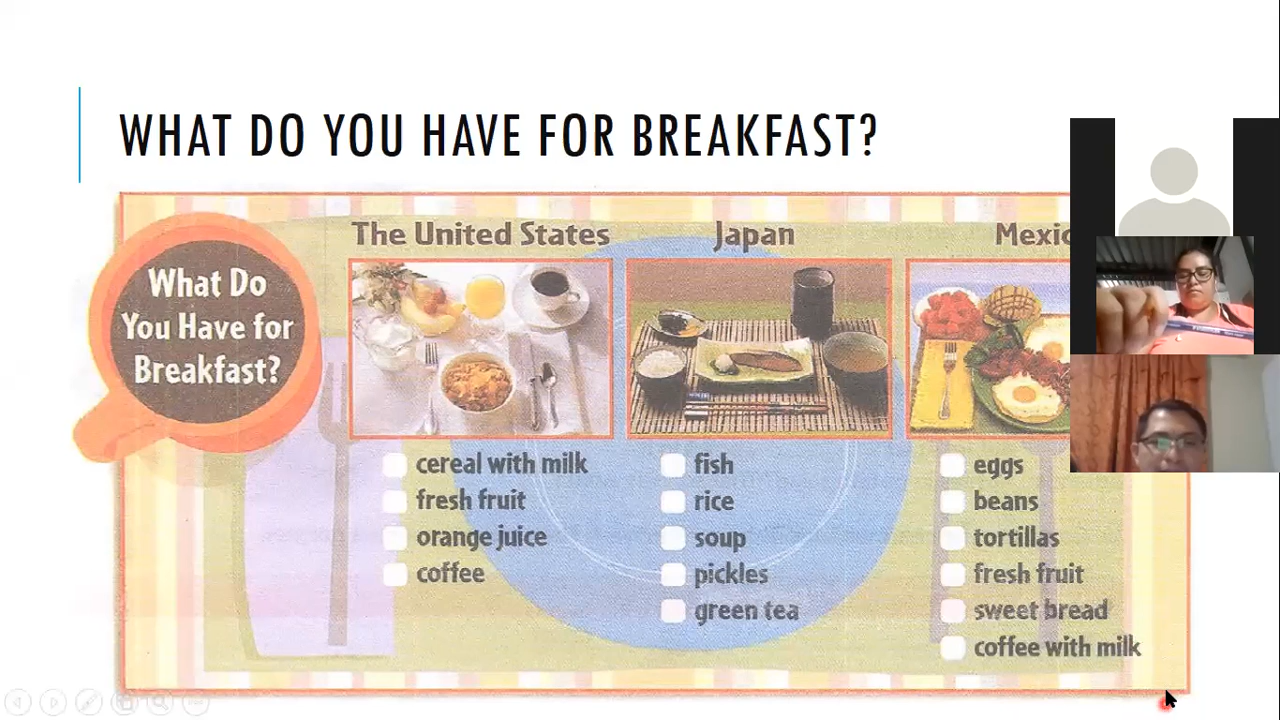 WHAT DO YOU HAVE FOR BREAKFAST?
What Do
You Have for
Breakfast?
The United States
cereal with milk
fresh fruit
orange juice
coffee
Japan
fish
rice
soup
pickles
green tea
Mexic
eggs
beans
tortillas
fresh fruit
sweet bread
coffee with milk